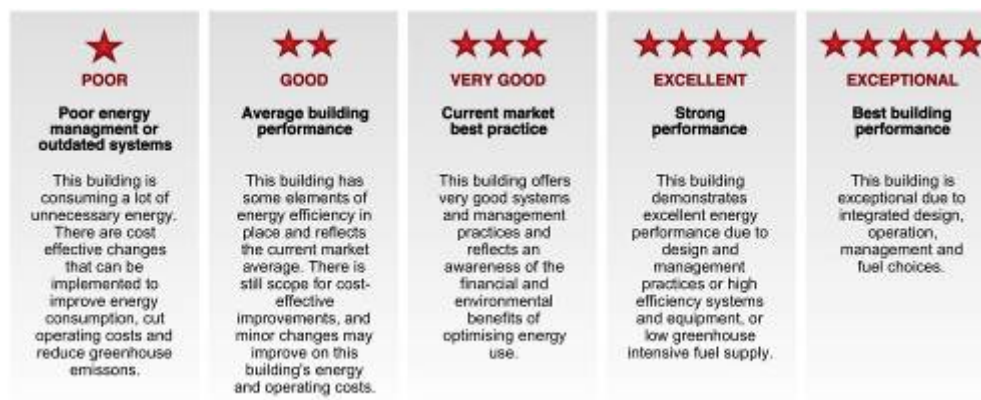 POOR
Poor energy
managment or
outdated systems
This building is
consuming a lot of
unnecessary energy.
There are cost
effective changes
that can be
implemented to
improve energy
consumption, cut
operating costs and
reduce greenhouse
emissons.
GOOD
Average building
performance
This building has
some elements of
energy efficiency in
place and reflects
the current market
average. There is
still scope for cost-
effective
improvements, and
minor changes may
improve on this
building's energy
and operating costs.
VERY GOOD
Current market
best practice
This building offers
very good systems
and management
practices and
reflects an
awareness of the
financial and
environmental
benefits of
optimising energy
use.
EXCELLENT
Strong
performance
This building
demonstrates
excellent energy
performance due to
design and
management
practices or high
efficiency systems
and equipment, or
low greenhouse
intensive fuel supply.
EXCEPTIONAL
Best building
performance
This building is
exceptional due to
integrated design,
operation,
management and
fuel choices.